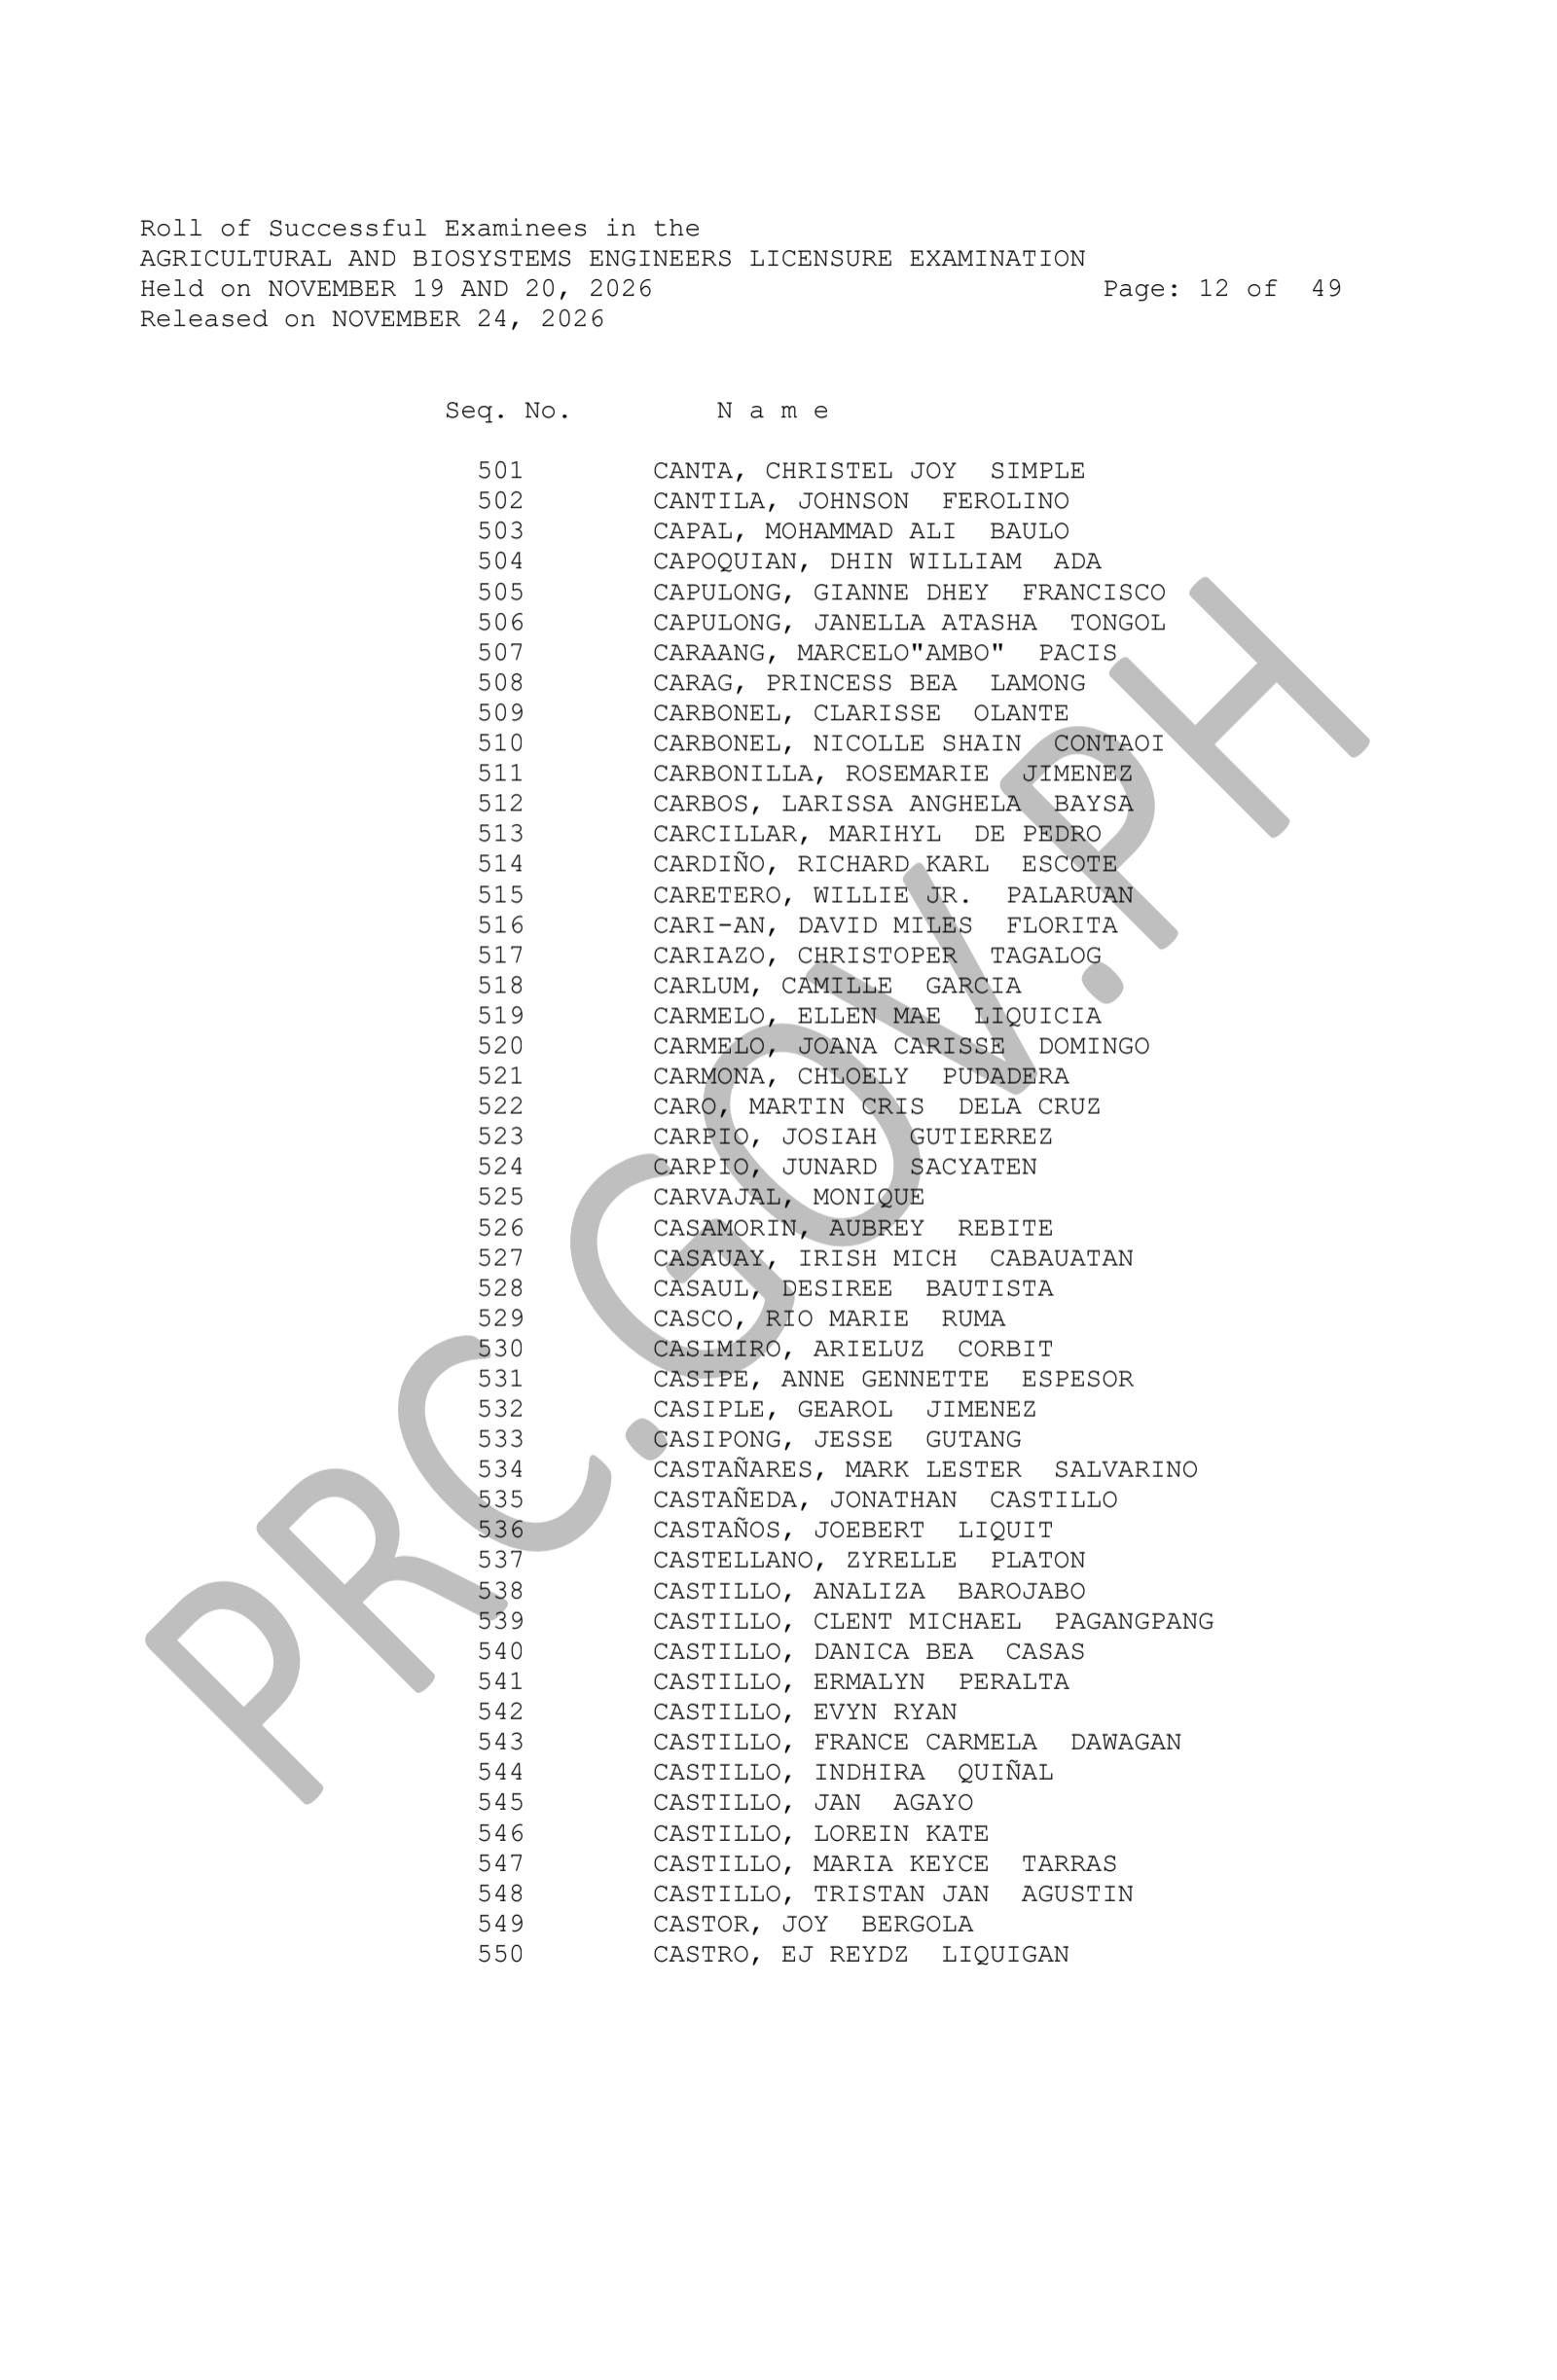 Roll of Successful Examinees in the
AGRICULTURAL AND BIOSYSTEMS ENGINEERS LICENSURE EXAMINATION
Held on NOVEMBER 19 AND 20, 2026 Page: 12 of 49
Released on NOVEMBER 24, 2026
Seq. No. N a m e
501 CANTA, CHRISTEL JOY SIMPLE
502 CANTILA, JOHNSON FEROLINO
503 CAPAL, MOHAMMAD ALI BAULO
504 CAPOQUIAN, DHIN WILLIAM ADA
505 CAPULONG, GIANNE DHEY FRANCISCO
506 CAPULONG, JANELLA ATASHA TONGOL
507 CARAANG, MARCELO"AMBO" PACIS
508 CARAG, PRINCESS BEA LAMONG
509 CARBONEL, CLARISSE OLANTE
510 CARBONEL, NICOLLE SHAIN CONTAOI
511 CARBONILLA, ROSEMARIE JIMENEZ
512 CARBOS, LARISSA ANGHELA BAYSA
513 CARCILLAR, MARIHYL DE PEDRO
514 CARDIÑO, RICHARD KARL ESCOTE
515 CARETERO, WILLIE JR. PALARUAN
516 CARI-AN, DAVID MILES FLORITA
517 CARIAZO, CHRISTOPER TAGALOG
518 CARLUM, CAMILLE GARCIA
519 CARMELO, ELLEN MAE LIQUICIA
520 CARMELO, JOANA CARISSE DOMINGO
521 CARMONA, CHLOELY PUDADERA
522 CARO, MARTIN CRIS DELA CRUZ
523 CARPIO, JOSIAH GUTIERREZ
524 CARPIO, JUNARD SACYATEN
525 CARVAJAL, MONIQUE
526 CASAMORIN, AUBREY REBITE
527 CASAUAY, IRISH MICH CABAUATAN
528 CASAUL, DESIREE BAUTISTA
529 CASCO, RIO MARIE RUMA
530 CASIMIRO, ARIELUZ CORBIT
531 CASIPE, ANNE GENNETTE ESPESOR
532 CASIPLE, GEAROL JIMENEZ
533 CASIPONG, JESSE GUTANG
534 CASTAÑARES, MARK LESTER SALVARINO
535 CASTAÑEDA, JONATHAN CASTILLO
536 CASTAÑOS, JOEBERT LIQUIT
537 CASTELLANO, ZYRELLE PLATON
538 CASTILLO, ANALIZA BAROJABO
539 CASTILLO, CLENT MICHAEL PAGANGPANG
540 CASTILLO, DANICA BEA CASAS
541 CASTILLO, ERMALYN PERALTA
542 CASTILLO, EVYN RYAN
543 CASTILLO, FRANCE CARMELA DAWAGAN
544 CASTILLO, INDHIRA QUIÑAL
545 CASTILLO, JAN AGAYO
546 CASTILLO, LOREIN KATE
547 CASTILLO, MARIA KEYCE TARRAS
548 CASTILLO, TRISTAN JAN AGUSTIN
549 CASTOR, JOY BERGOLA
550 CASTRO, EJ REYDZ LIQUIGAN
PRC.GOV.PH